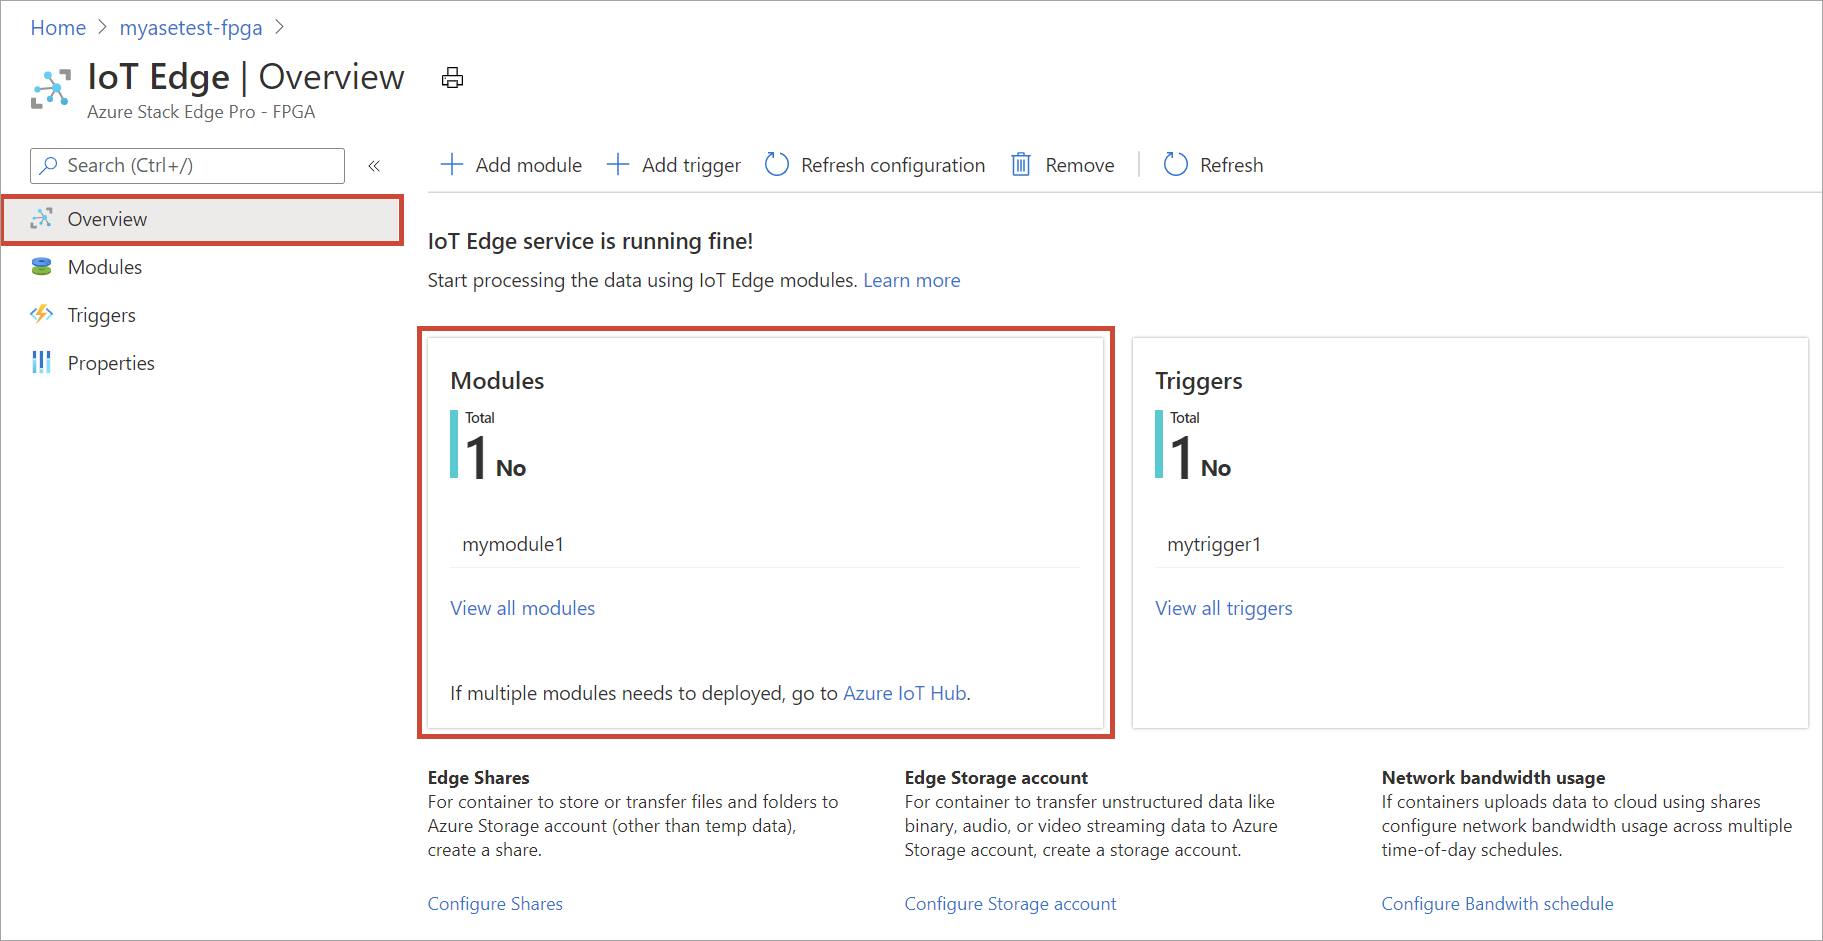 Home > myasetest-fpga >
IoT Edge | Overview
Azure Stack Edge Pro - FPGA
Search (Ctrl+/)
«
Add module
Add trigger
Refresh configuration
Remove
Refresh
Overview
Modules
Triggers
Properties
IoT Edge service is running fine!
Start processing the data using IoT Edge modules. Learn more
Modules
Total
1 No
mymodule1
View all modules
If multiple modules needs to deployed, go to Azure IoT Hub.
Triggers
Total
1 No
mytrigger1
View all triggers
Edge Shares
For container to store or transfer files and folders to
Azure Storage account (other than temp data),
create a share.
Configure Shares
Edge Storage account
For container to transfer unstructured data like
binary, audio, or video streaming data to Azure
Storage account, create a storage account.
Configure Storage account
Network bandwidth usage
If containers uploads data to cloud using shares
configure network bandwidth usage across multiple
time-of-day schedules.
Configure Bandwith schedule